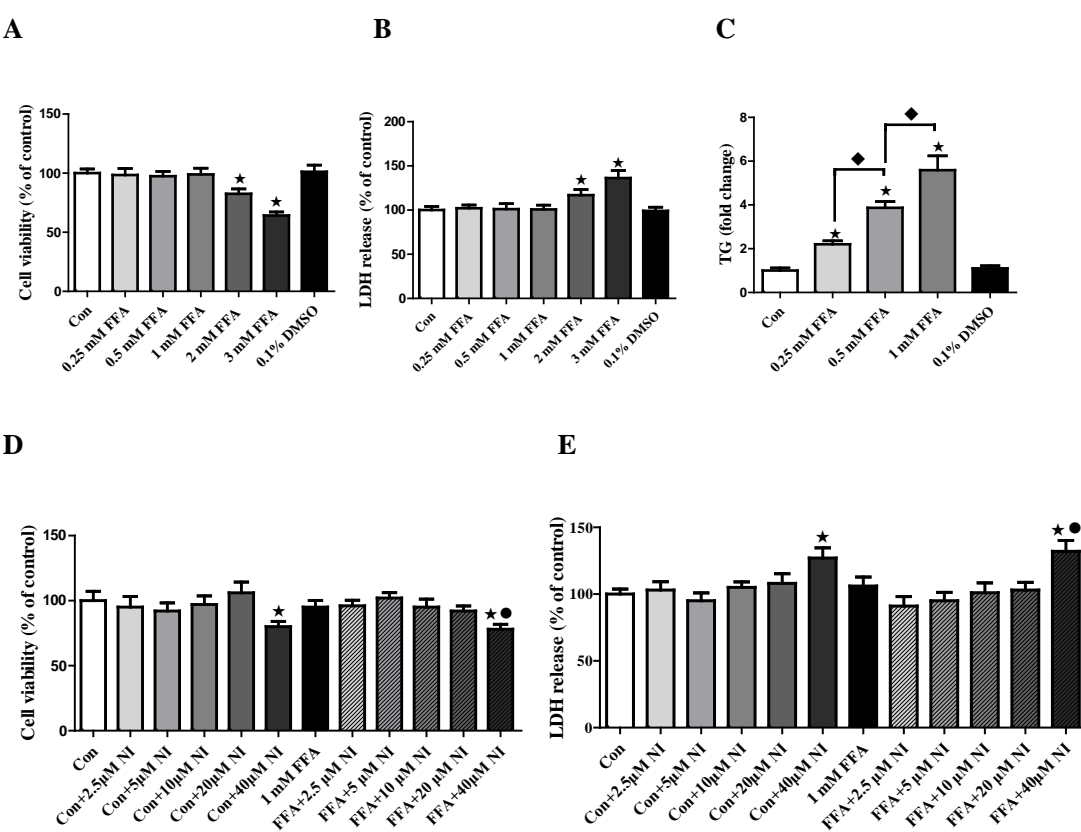 A
B
C
Cell viability (% of control)
150
100
50
0
Con
0.25 mM FFA
0.5 mM FFA
1 mM FFA
2 mM FFA
3 mM FFA
0.1% DMSO
LDH release (% of control)
200
150
100
50
0
Con
0.25 mM FFA
0.5 mM FFA
1 mM FFA
2 mM FFA
3 mM FFA
0.1% DMSO
TG (fold change)
8
6
4
2
0
Con
0.25 mM FFA
0.5 mM FFA
1 mM FFA
0.1% DMSO
D
E
Cell viability (% of control)
150
100
50
0
Con
Con+2.5μM NI
Con+5μM NI
Con+10μM NI
Con+20μM NI
Con+40μM NI
1 mM FFA
FFA+2.5 μM NI
FFA+5 μM NI
FFA+10 μM NI
FFA+20 μM NI
FFA+40μM NI
LDH release (% of control)
150
100
50
0
Con
Con+2.5μM NI
Con+5μM NI
Con+10μM NI
Con+20μM NI
Con+40μM NI
1 mM FFA
FFA+2.5 μM NI
FFA+5 μM NI
FFA+10 μM NI
FFA+20 μM NI
FFA+40μM NI